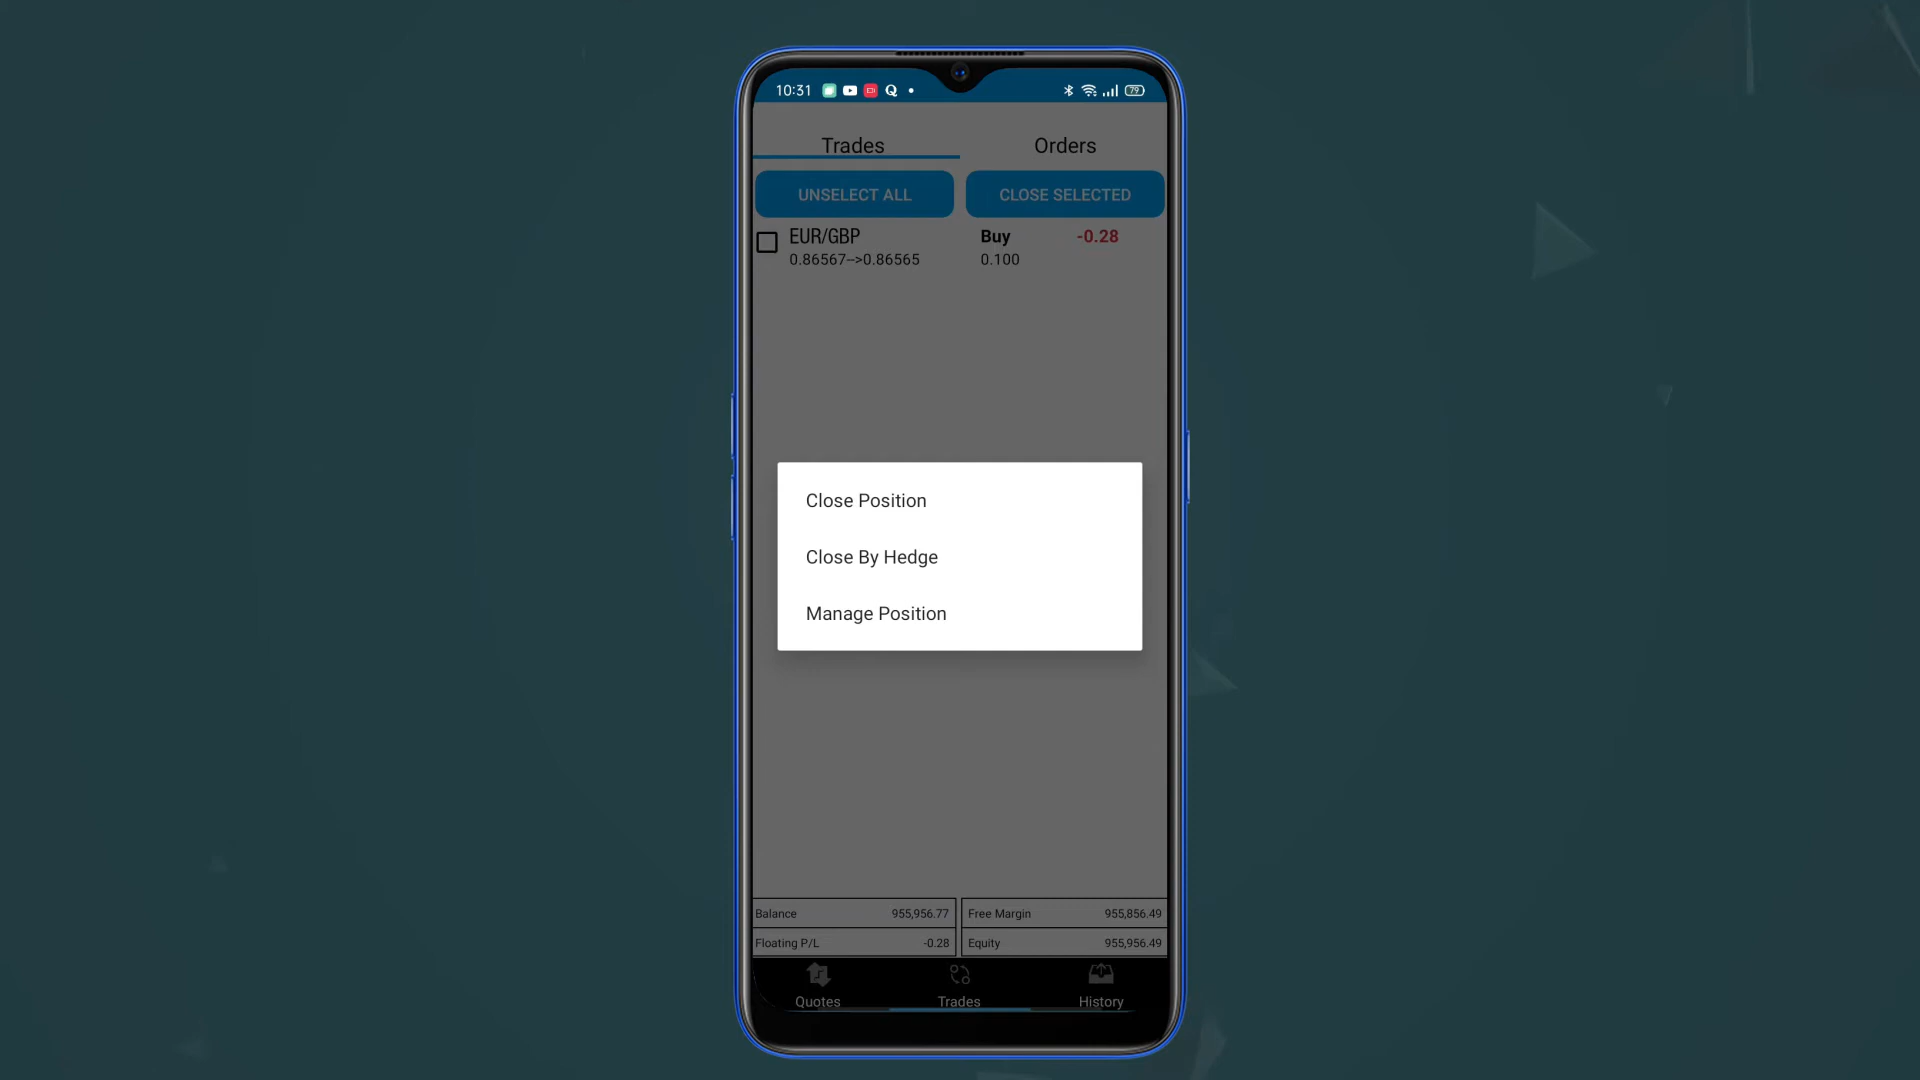 10:31
79
Trades Orders
UNSELECT ALL CLOSE SELECTED
EUR/GBP Buy -0.28
0.86567-->0.86565 0.100
Close Position
Close By Hedge
Manage Position
Balance 955,956.77 Free Margin 955,856.49
Floating P/L -0.28 Equity 955,956.49
Quotes Trades History